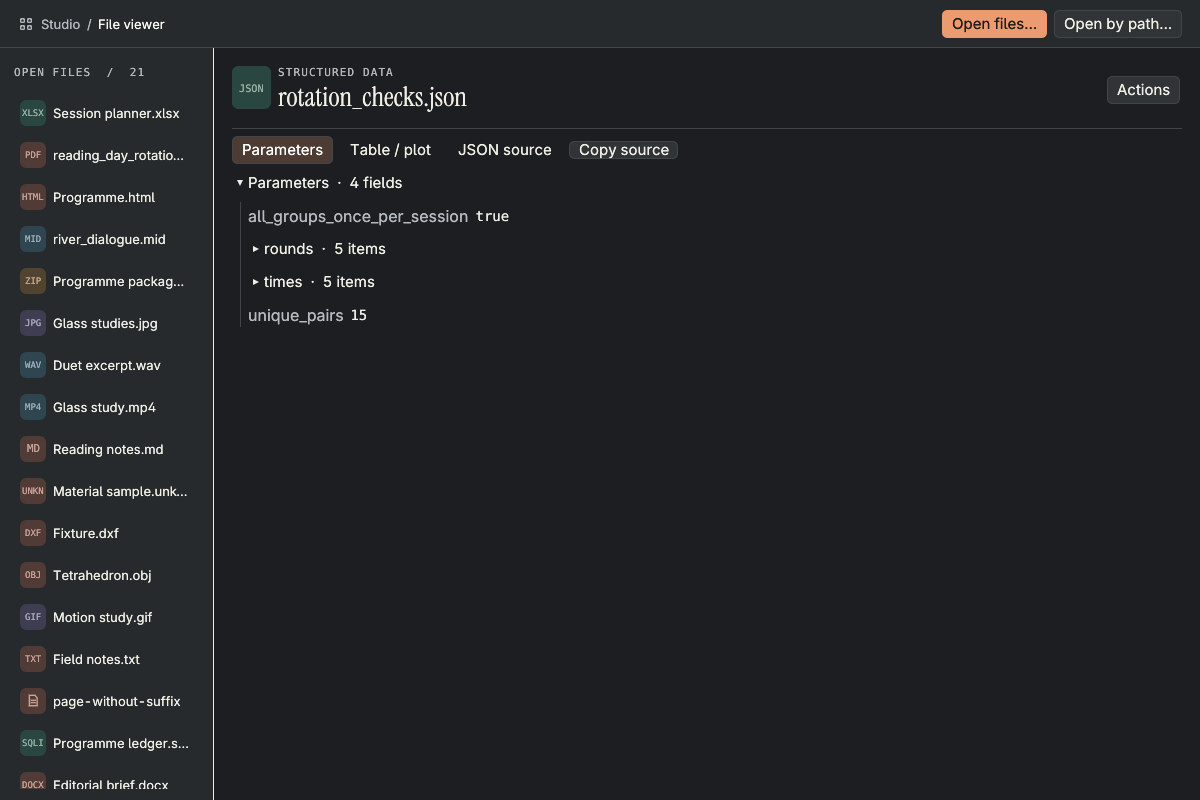 Studio / File viewer
Open files...
Open by path...
OPEN FILES / 21
XLSX Session planner.xlsx
PDF reading_day_rotatio...
HTML Programme.html
MID river_dialogue.mid
ZIP Programme packag...
JPG Glass studies.jpg
WAV Duet excerpt.wav
MP4 Glass study.mp4
MD Reading notes.md
UNKN Material sample.unk...
DXF Fixture.dxf
OBJ Tetrahedron.obj
GIF Motion study.gif
TXT Field notes.txt
page-without-suffix
SQLI Programme ledger.s...
DOCX Editorial brief.docx
JSON
STRUCTURED DATA
rotation_checks.json
Actions
Parameters Table / plot JSON source Copy source
Parameters · 4 fields
all_groups_once_per_session true
rounds · 5 items
times · 5 items
unique_pairs 15